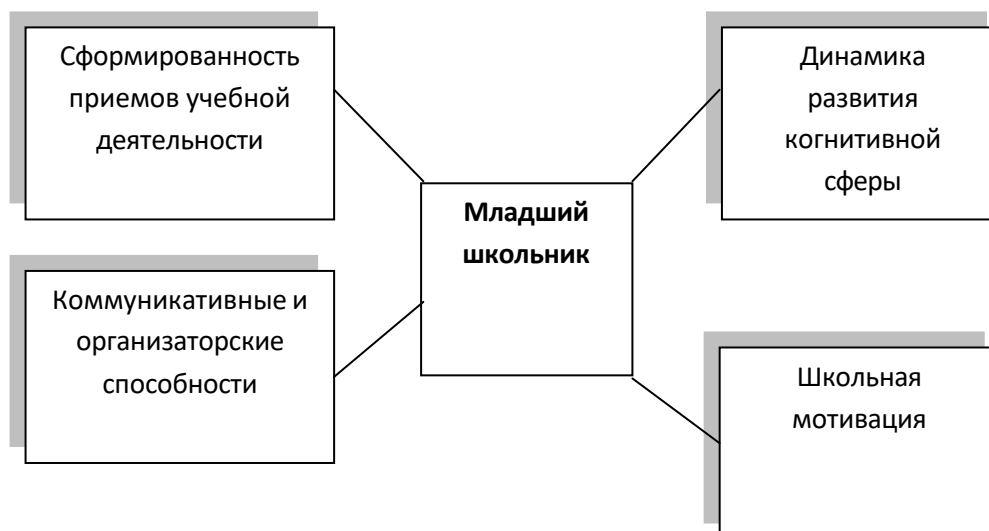 Сформированность
приемов учебной
деятельности
Динамика
развития
когнитивной
сферы
Младший
школьник
Коммуникативные и
организаторские
способности
Школьная
мотивация